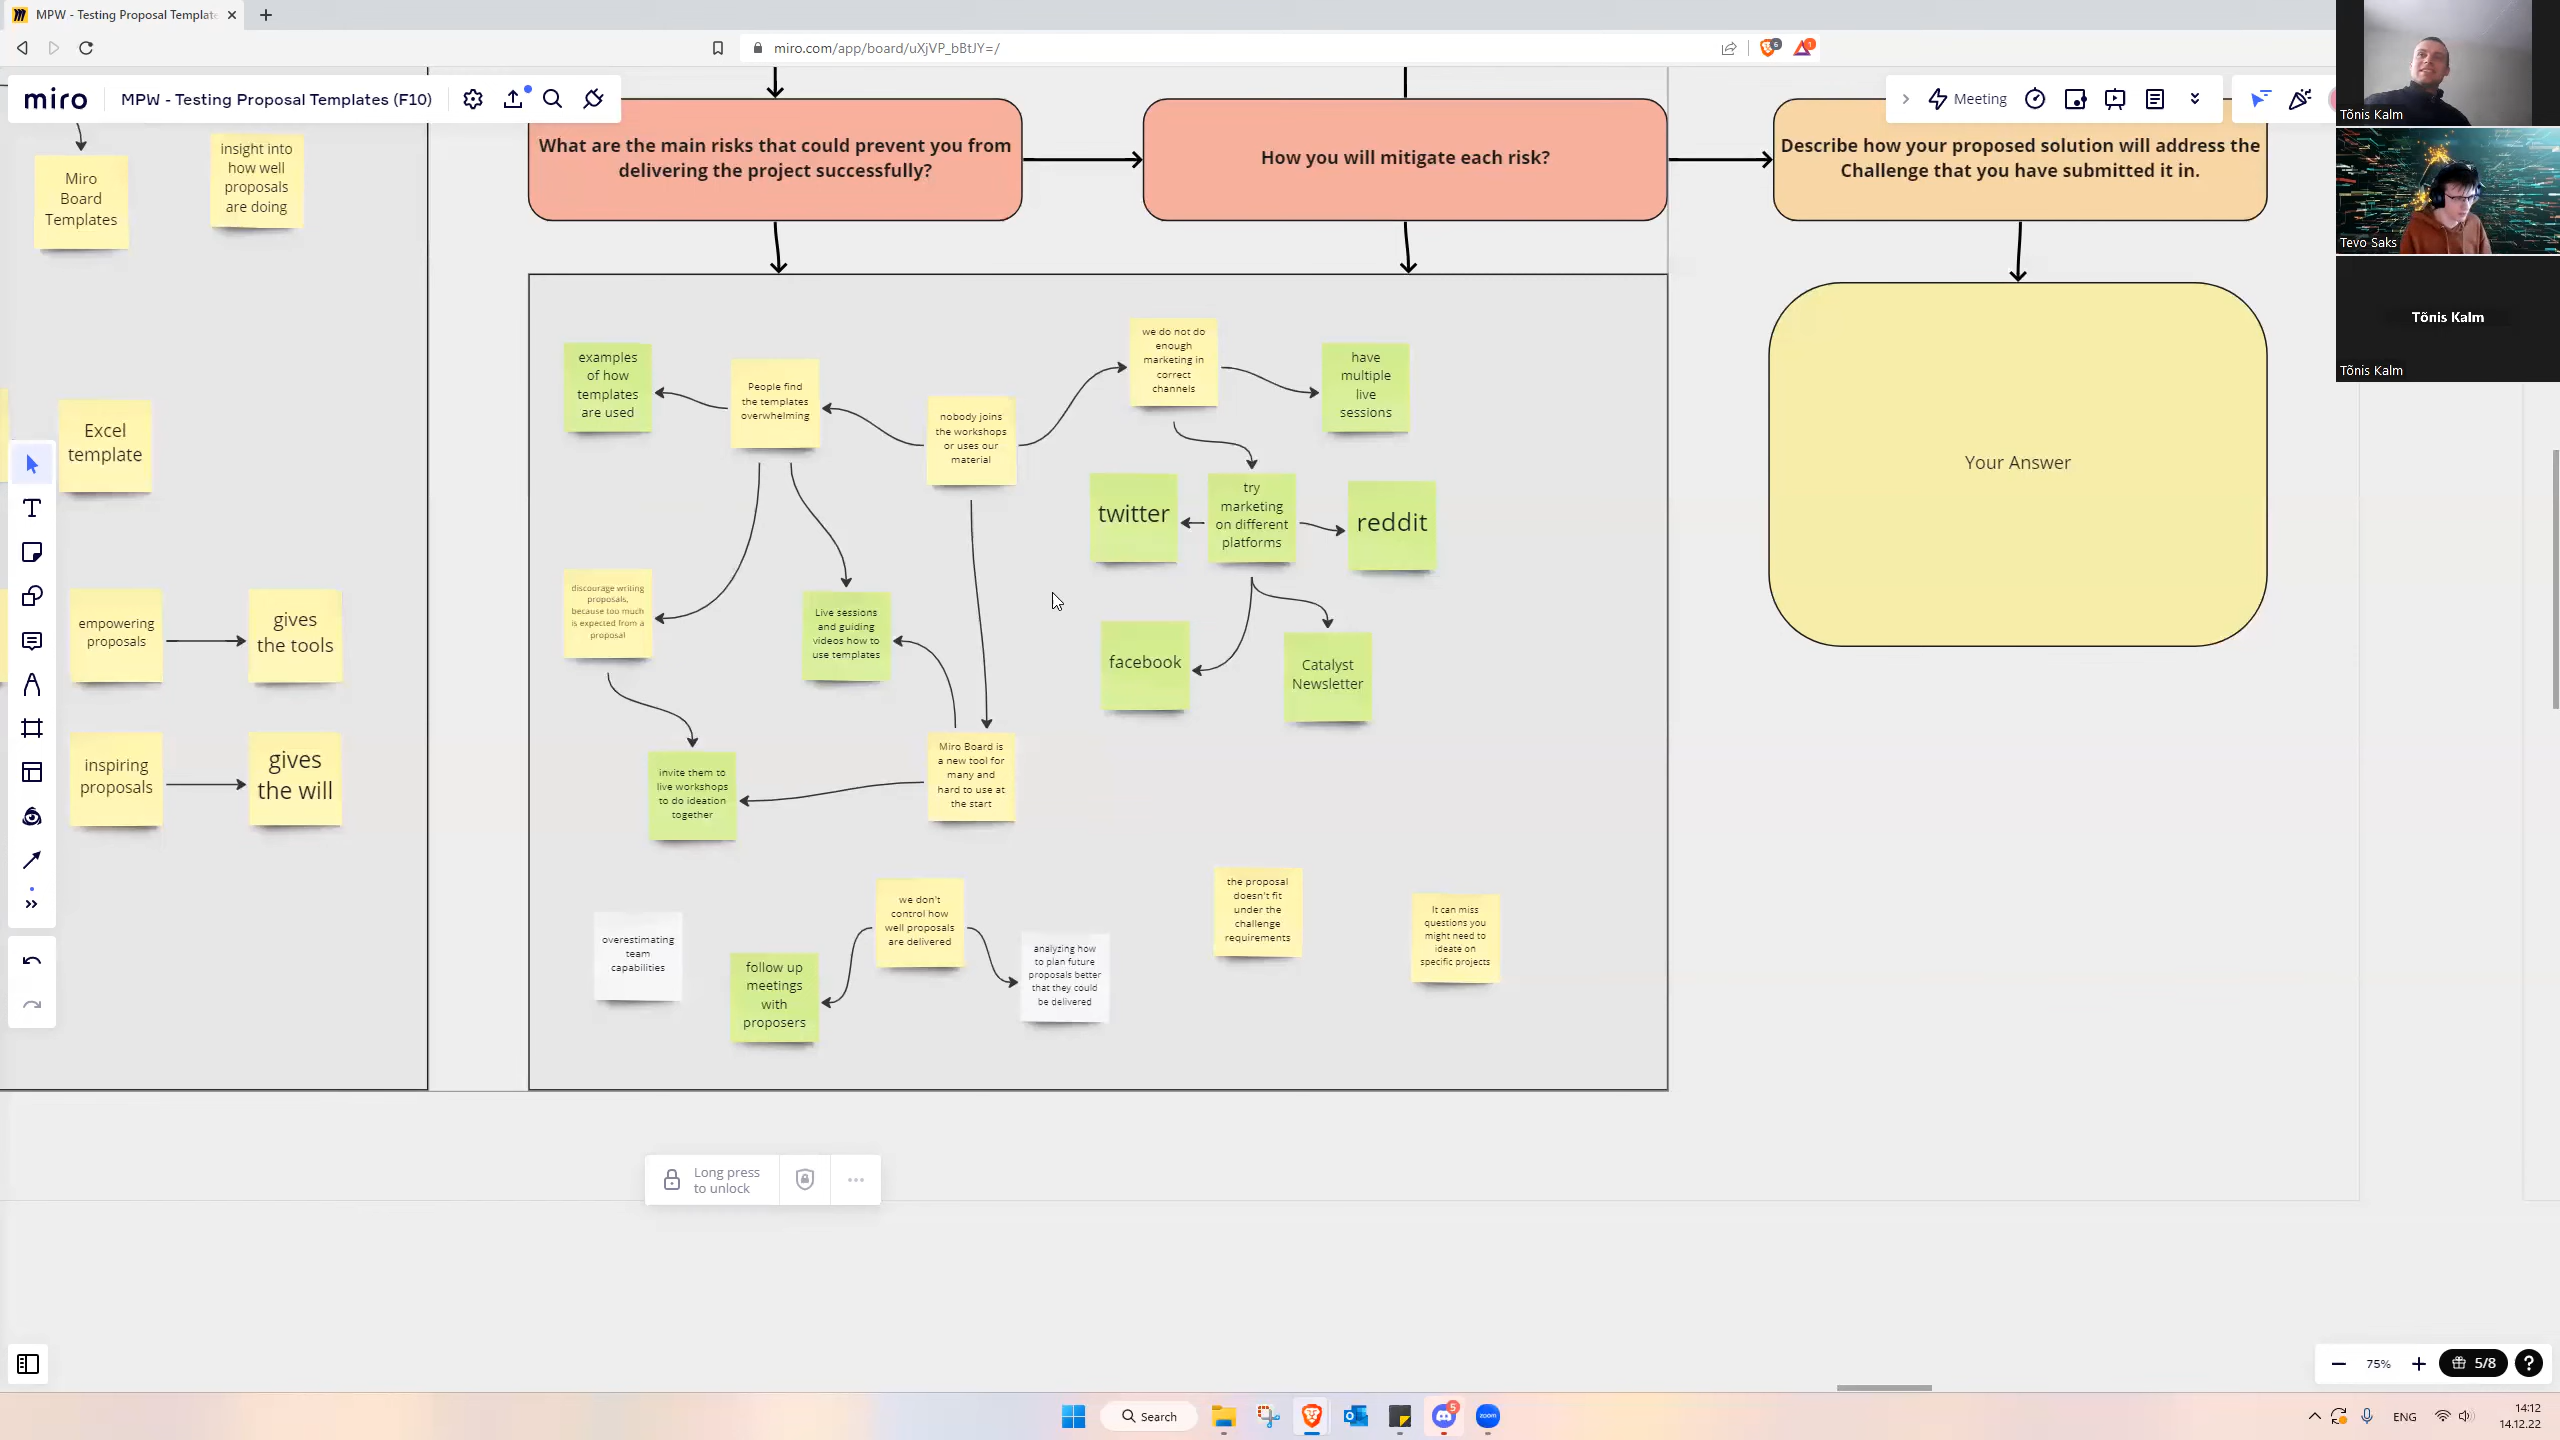 MPW - Testing Proposal Template
miro.com/app/board/uXjVP_bBtJY=/
6
1
miro
MPW - Testing Proposal Templates (F10)
Meeting
Tõnis Kalm
Tevo Saks
Tõnis Kalm
Tõnis Kalm
What are the main risks that could prevent you from
delivering the project successfully?
How you will mitigate each risk?
Describe how your proposed solution will address the
Challenge that you have submitted it in.
Your Answer
Miro
Board
Templates
insight into
how well
proposals
are doing
Excel
template
empowering
proposals
gives
the tools
inspiring
proposals
gives
the will
examples
of how
templates
are used
People find
the templates
overwhelming
nobody joins
the workshops
or uses our
material
we do not do
enough
marketing in
correct
channels
have
multiple
live
sessions
twitter
try
marketing
on different
platforms
reddit
discourage writing
proposals,
because too much
is expected from a
proposal
Live sessions
and guiding
videos how to
use templates
facebook
Catalyst
Newsletter
invite them to
live workshops
to do ideation
together
Miro Board is
a new tool for
many and
hard to use at
the start
overestimating
team
capabilities
we don't
control how
well proposals
are delivered
follow up
meetings
with
proposers
analyzing how
to plan future
proposals better
that they could
be delivered
the proposal
doesn't fit
under the
challenge
requirements
It can miss
questions you
might need to
ideate on
specific projects
Long press
to unlock
75%
5/8
Search
5
zoom
ENG
14:12
14.12.22